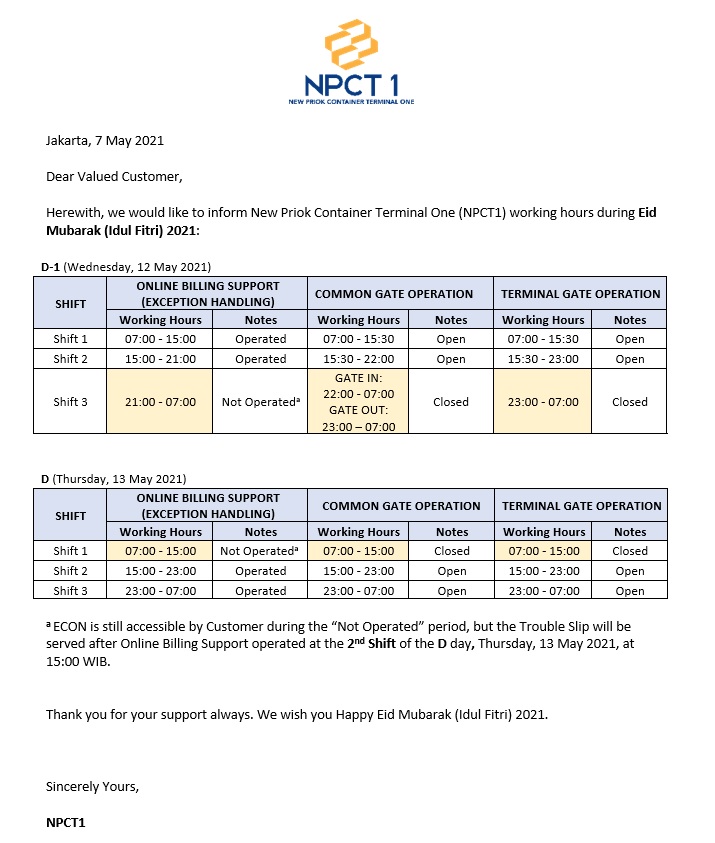 NPCT 1
NEW PRIOK CONTAINER TERMINAL ONE
Jakarta, 7 May 2021
Dear Valued Customer,
Herewith, we would like to inform New Priok Container Terminal One (NPCT1) working hours during Eid
Mubarak (Idul Fitri) 2021:
D-1 (Wednesday, 12 May 2021)
SHIFT ONLINE BILLING SUPPORT (EXCEPTION HANDLING) COMMON GATE OPERATION TERMINAL GATE OPERATION
Working Hours Notes Working Hours Notes Working Hours Notes
Shift 1 07:00 - 15:00 Operated 07:00 - 15:30 Open 07:00 - 15:30 Open
Shift 2 15:00 - 21:00 Operated 15:30 - 22:00 Open 15:30 - 23:00 Open
Shift 3 21:00 - 07:00 Not Operatedᵃ GATE IN: 22:00 - 07:00 GATE OUT: 23:00 – 07:00 Closed 23:00 - 07:00 Closed
D (Thursday, 13 May 2021)
SHIFT ONLINE BILLING SUPPORT (EXCEPTION HANDLING) COMMON GATE OPERATION TERMINAL GATE OPERATION
Working Hours Notes Working Hours Notes Working Hours Notes
Shift 1 07:00 - 15:00 Not Operatedᵃ 07:00 - 15:00 Closed 07:00 - 15:00 Closed
Shift 2 15:00 - 23:00 Operated 15:00 - 23:00 Open 15:00 - 23:00 Open
Shift 3 23:00 - 07:00 Operated 23:00 - 07:00 Open 23:00 - 07:00 Open
ᵃ ECON is still accessible by Customer during the “Not Operated” period, but the Trouble Slip will be
served after Online Billing Support operated at the 2nd Shift of the D day, Thursday, 13 May 2021, at
15:00 WIB.
Thank you for your support always. We wish you Happy Eid Mubarak (Idul Fitri) 2021.
Sincerely Yours,
NPCT1